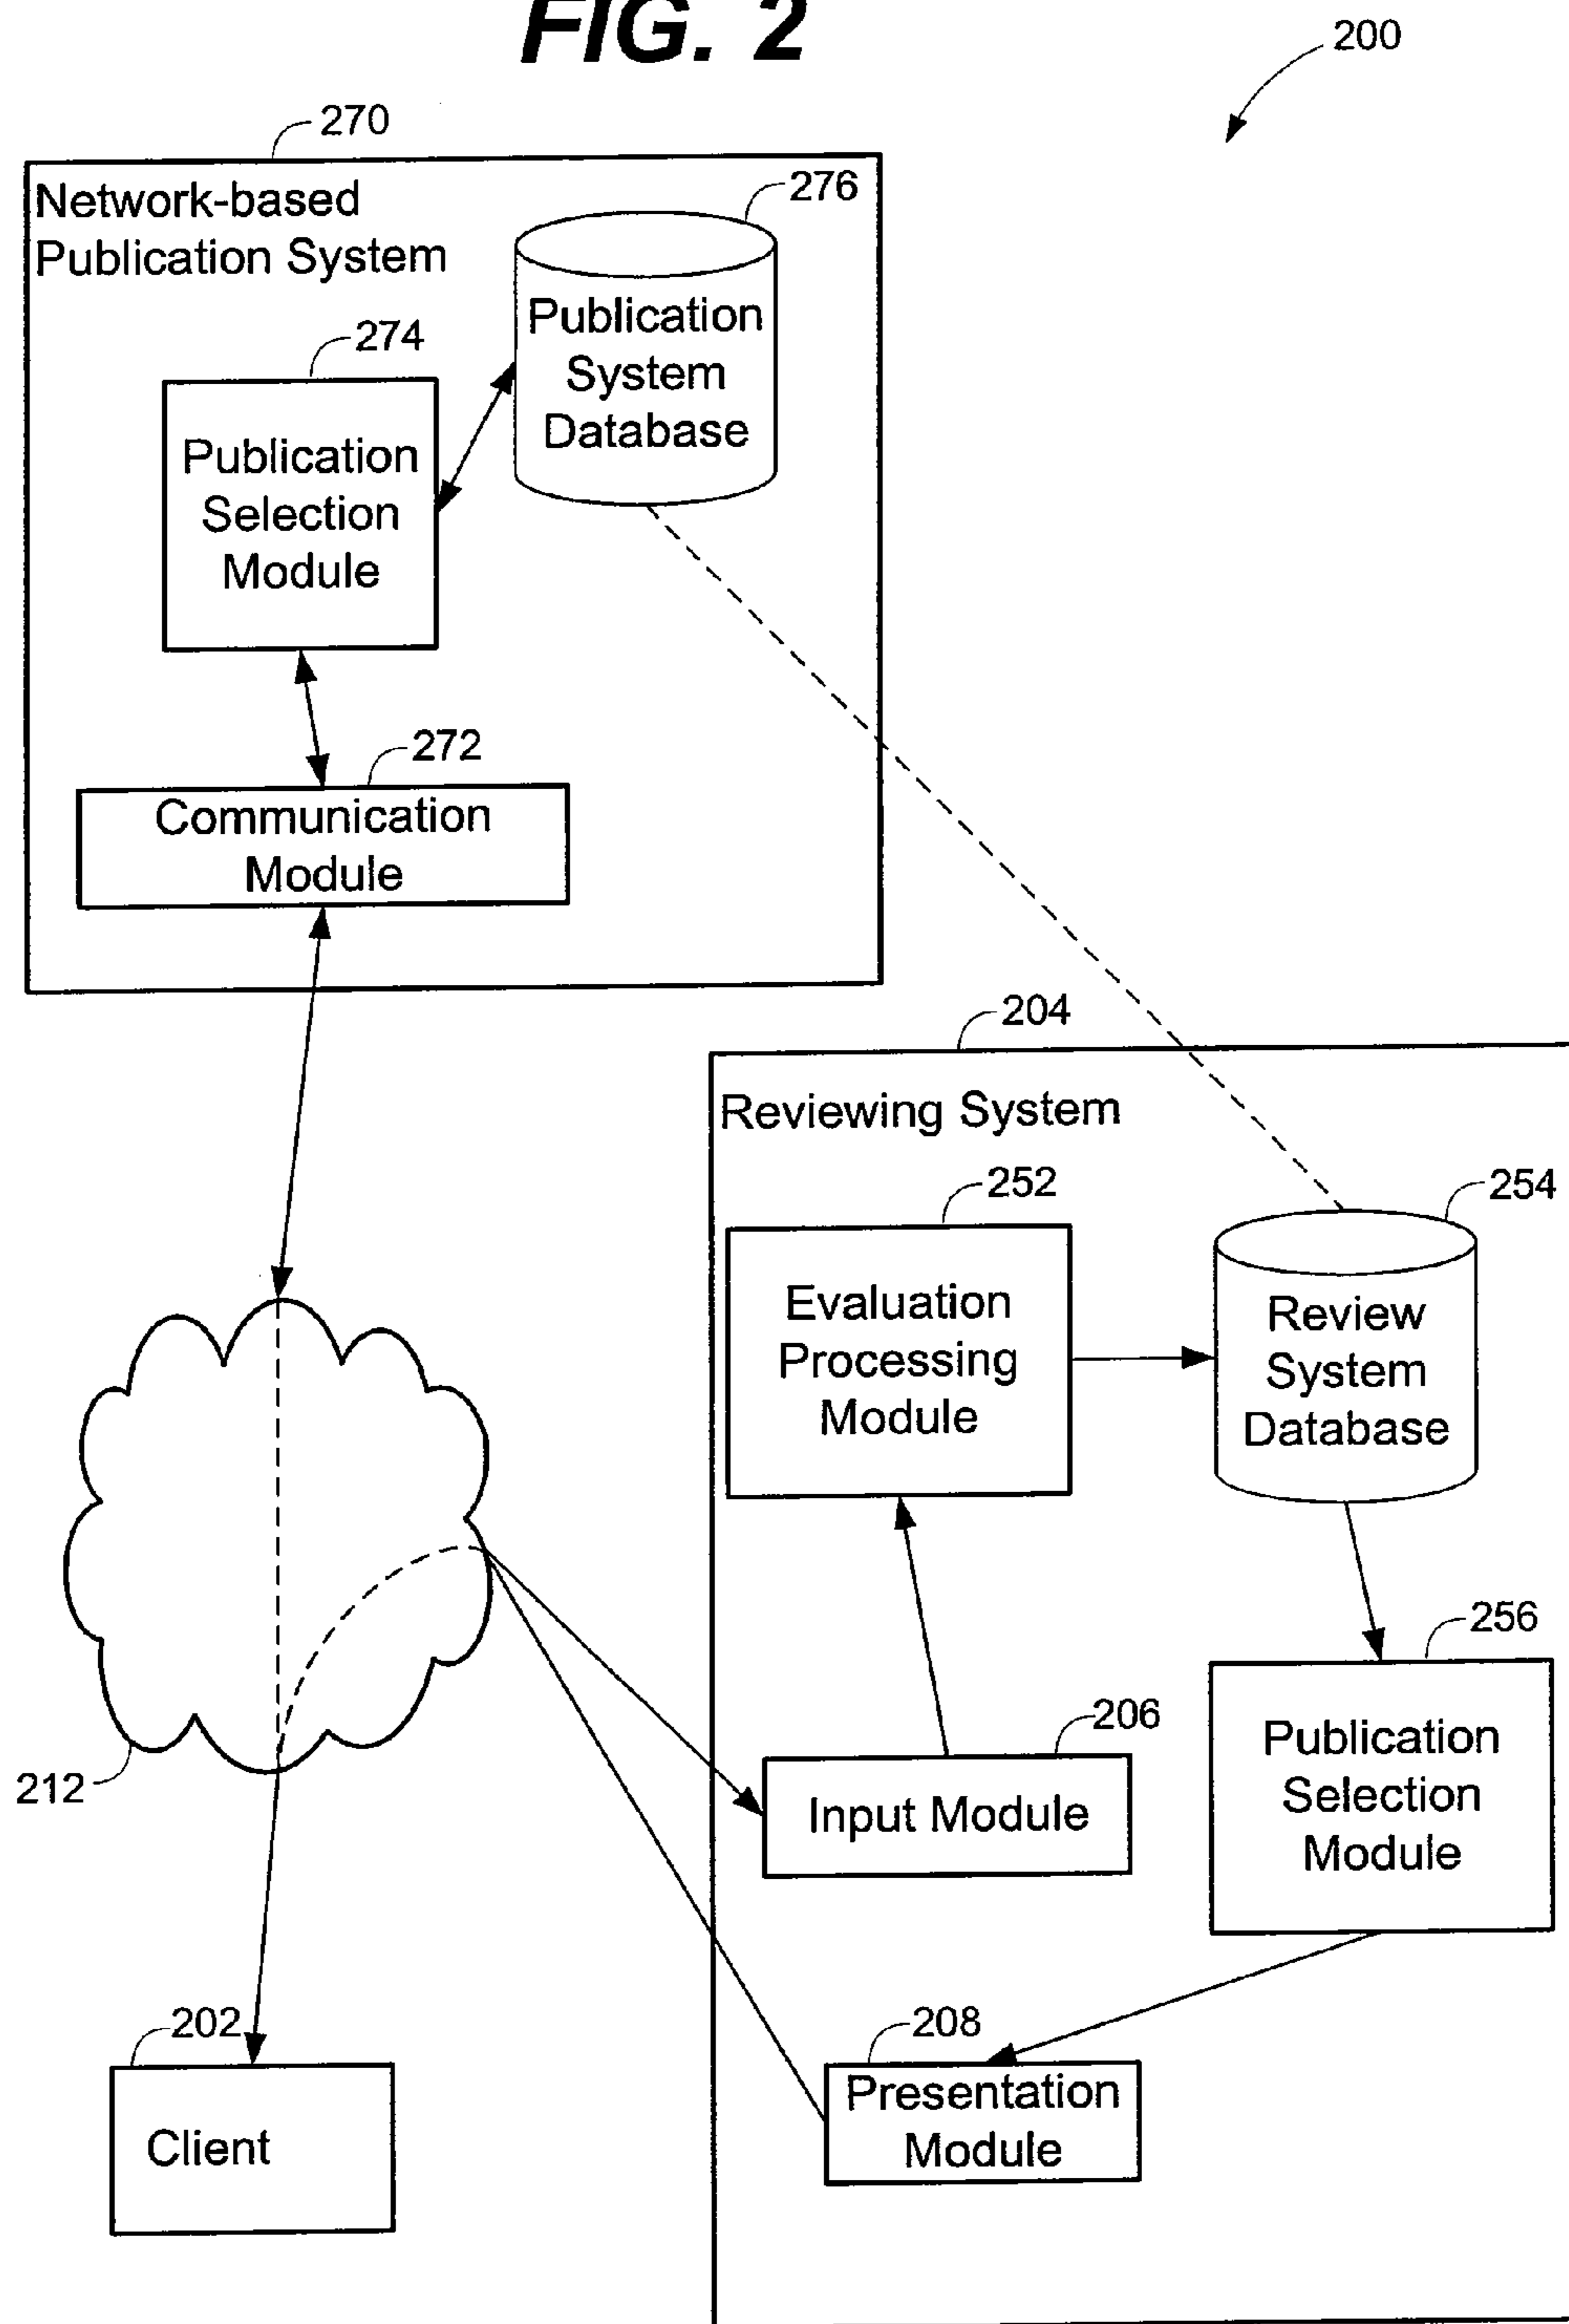 FIG. 2
200
270
Network-based
Publication System
276
Publication
System
Database
274
Publication
Selection
Module
272
Communication
Module
204
Reviewing System
252
Evaluation
Processing
Module
254
Review
System
Database
256
Publication
Selection
Module
206
Input Module
212
202
Client
208
Presentation
Module